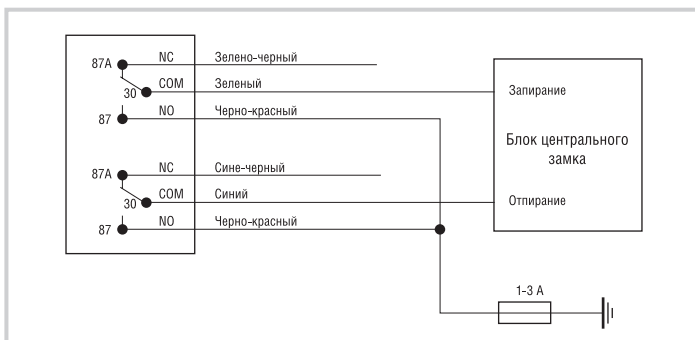 87A NC Зелено-черный
30 COM Зеленый
87 NO Черно-красный
87A NC Сине-черный
30 COM Синий
87 NO Черно-красный
Запирание
Блок центрального
замка
Отпирание
1-3 А